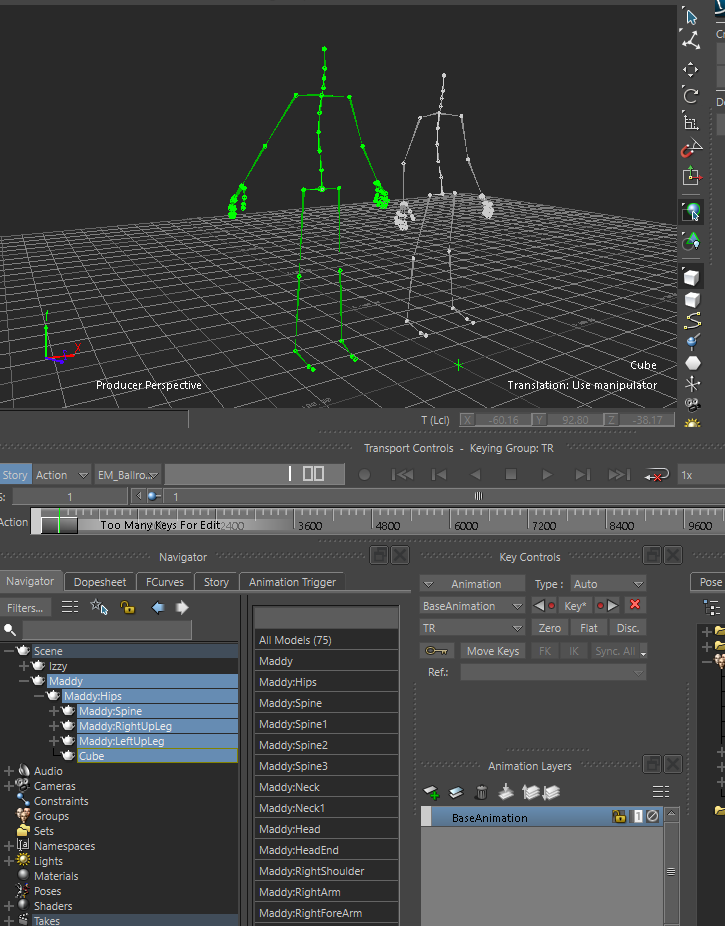 Cr
De
X
Cube
Producer Perspective
Translation: Use manipulator
T (Lcl) X -60.16 Y 92.80 Z -38.17
Transport Controls - Keying Group: TR
Story Action EM_Ballro... 1x
S: 1 1
Action Too Many Keys For Edit 2400 3600 4800 6000 7200 8400 9600
Navigator
Key Controls
Navigator Dopesheet FCurves Story Animation Trigger
Animation Type : Auto
Pose
Filters...
BaseAnimation Key*
TR Zero Flat Disc.
All Models (75)
Move Keys FK IK Sync. All
Scene
Maddy
Izzy
Ref.:
Maddy
Maddy:Hips
Maddy:Hips
Maddy:Spine
Maddy:Spine
Maddy:RightUpLeg
Maddy:Spine1
Maddy:LeftUpLeg
Maddy:Spine2
Cube
Maddy:Spine3
Audio
Animation Layers
Cameras
Maddy:Neck
Constraints
Maddy:Neck1
Groups
BaseAnimation 1
Sets
Maddy:Head
Namespaces
Maddy:HeadEnd
Lights
Maddy:RightShoulder
Materials
Poses
Maddy:RightArm
Shaders
Maddy:RightForeArm
Takes